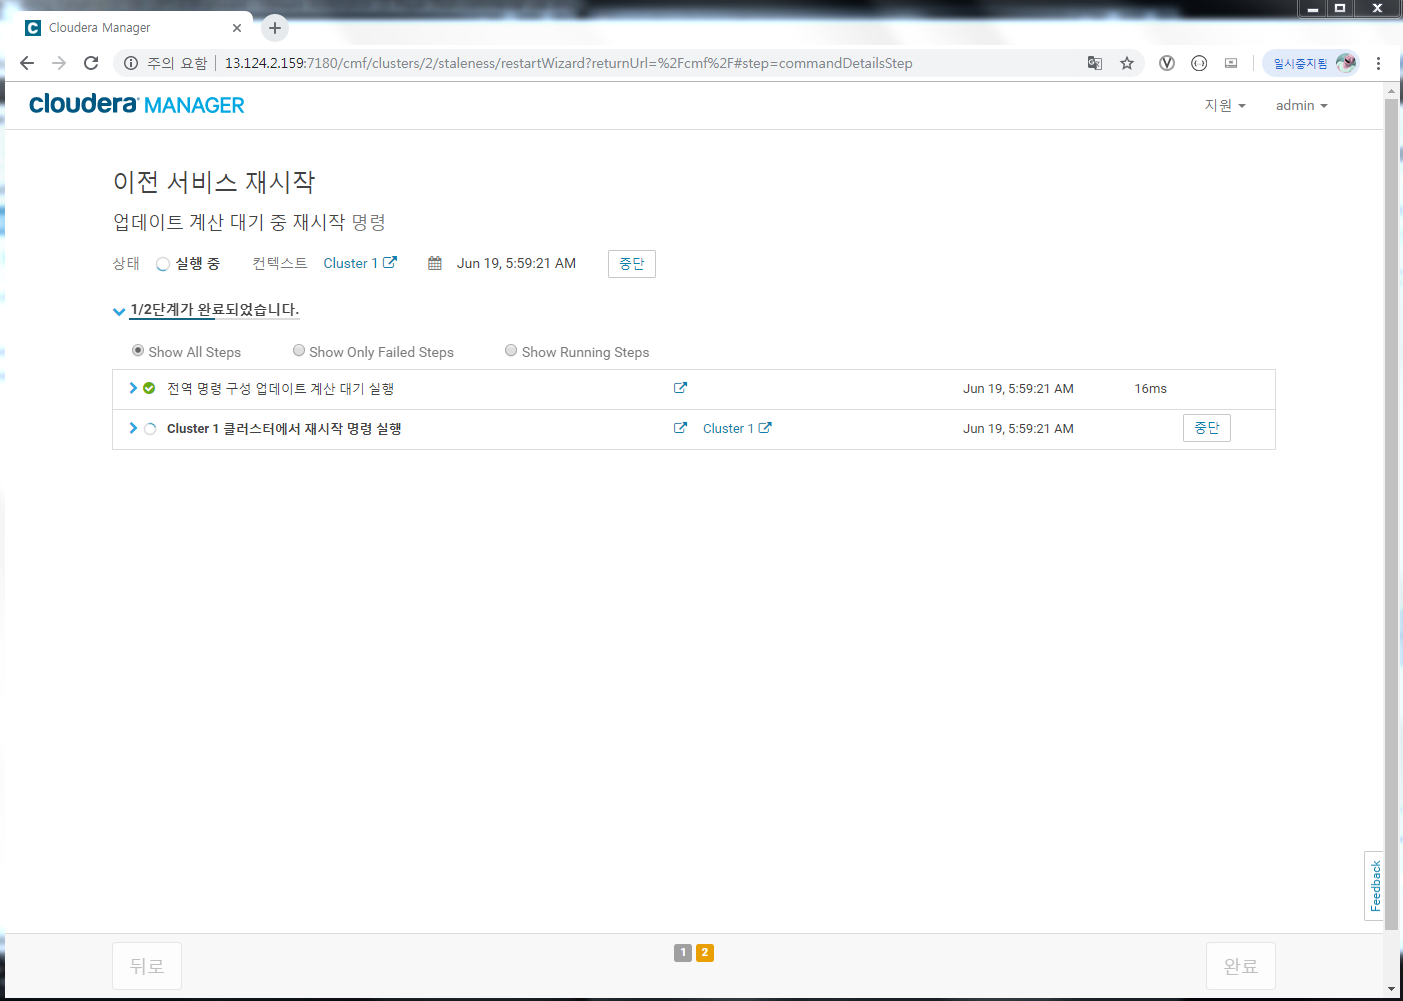 Cloudera Manager
주의 요함 13.124.2.159:7180/cmf/clusters/2/staleness/restartWizard?returnUrl=%2Fcmf%2F#step=commandDetailsStep 일시중지됨
cloudera MANAGER 지원 admin
이전 서비스 재시작
업데이트 계산 대기 중 재시작 명령
상태 실행 중 컨텍스트 Cluster 1 Jun 19, 5:59:21 AM 중단
1/2단계가 완료되었습니다.
Show All Steps Show Only Failed Steps Show Running Steps
전역 명령 구성 업데이트 계산 대기 실행 Jun 19, 5:59:21 AM 16ms
Cluster 1 클러스터에서 재시작 명령 실행 Cluster 1 Jun 19, 5:59:21 AM 중단
Feedback
뒤로 1 2 완료